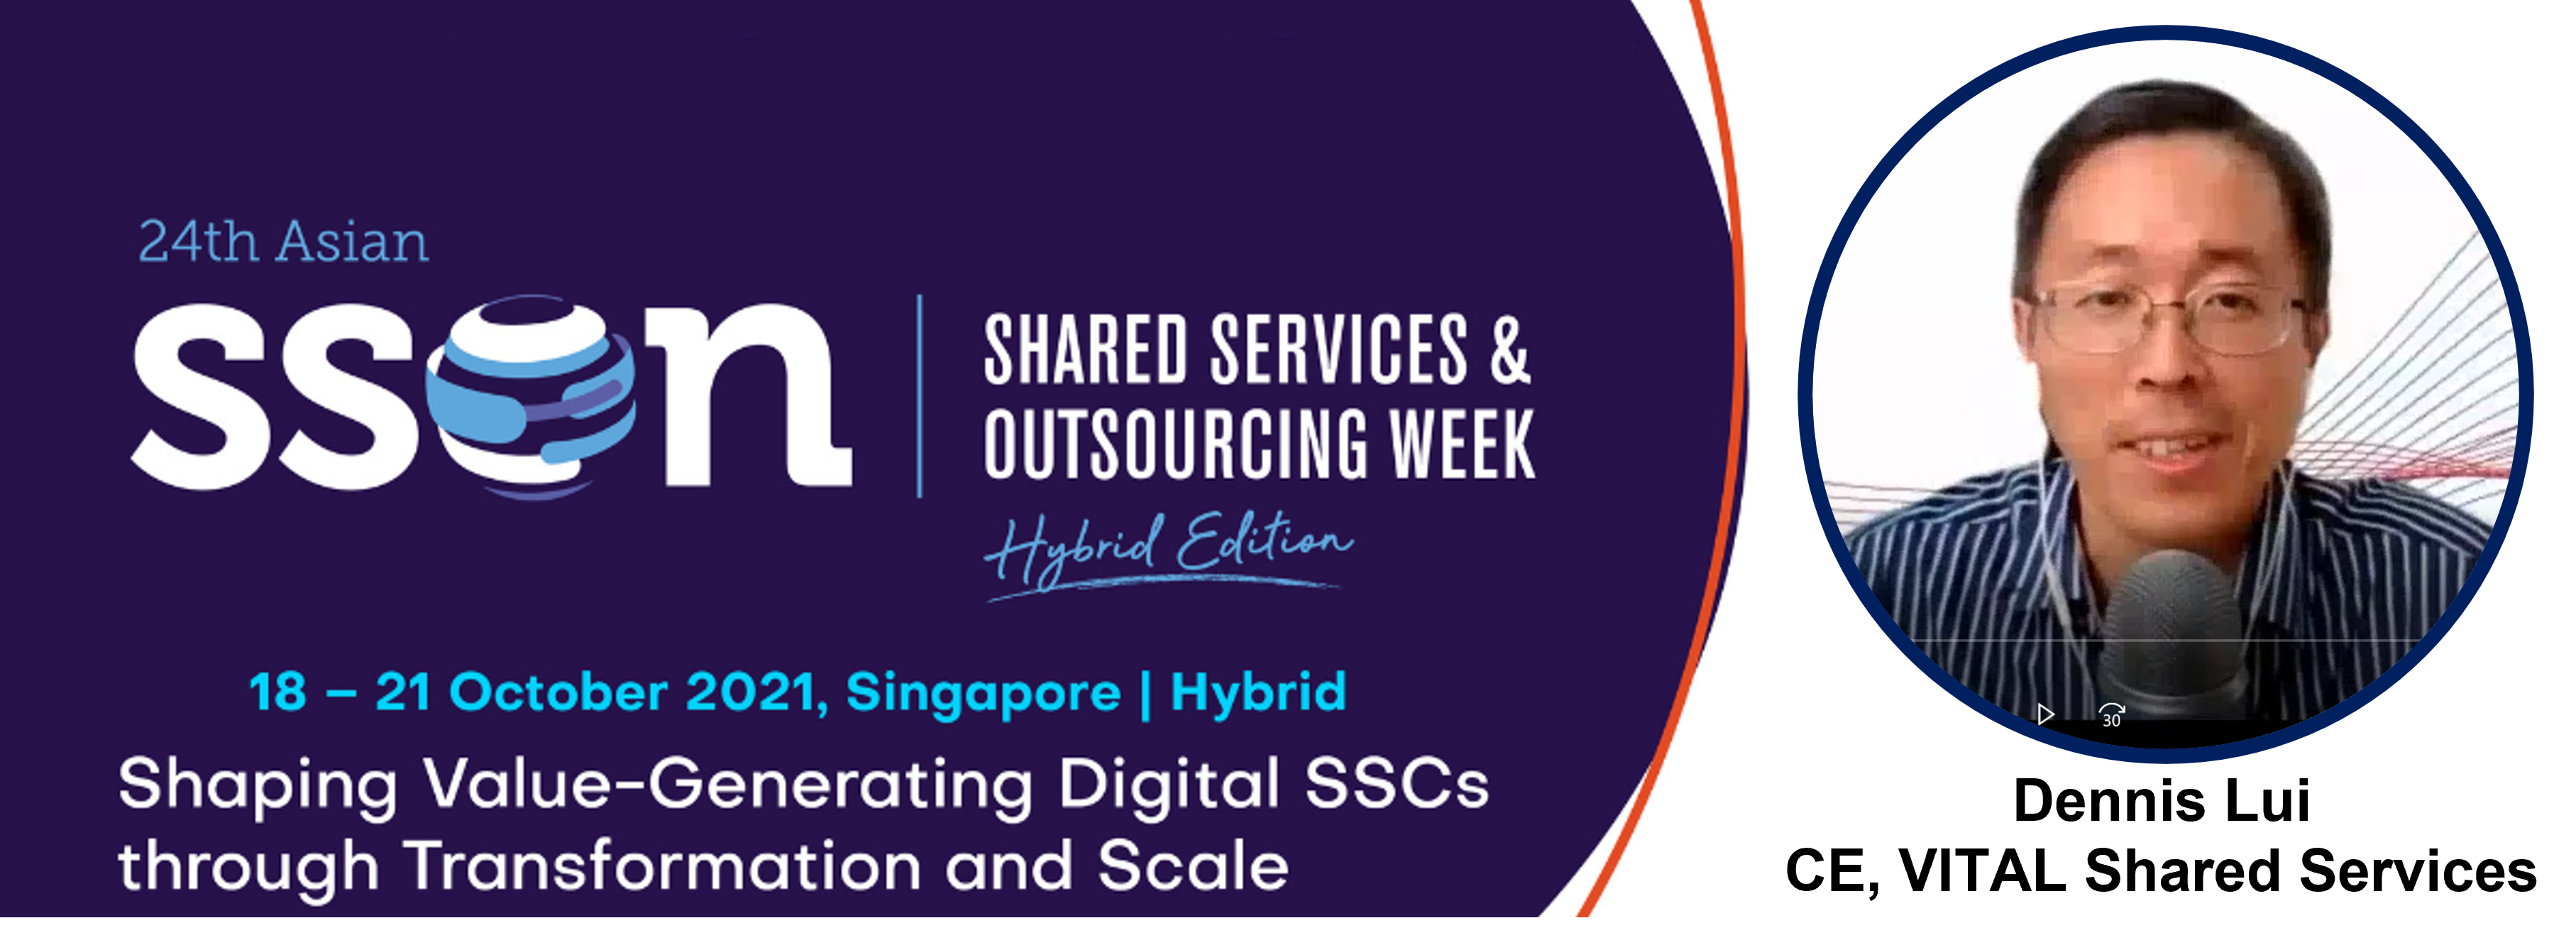 24th Asian
sson
SHARED SERVICES &
OUTSOURCING WEEK
Hybrid Edition
18 – 21 October 2021, Singapore | Hybrid
Shaping Value-Generating Digital SSCs
through Transformation and Scale
30
Dennis Lui
CE, VITAL Shared Services